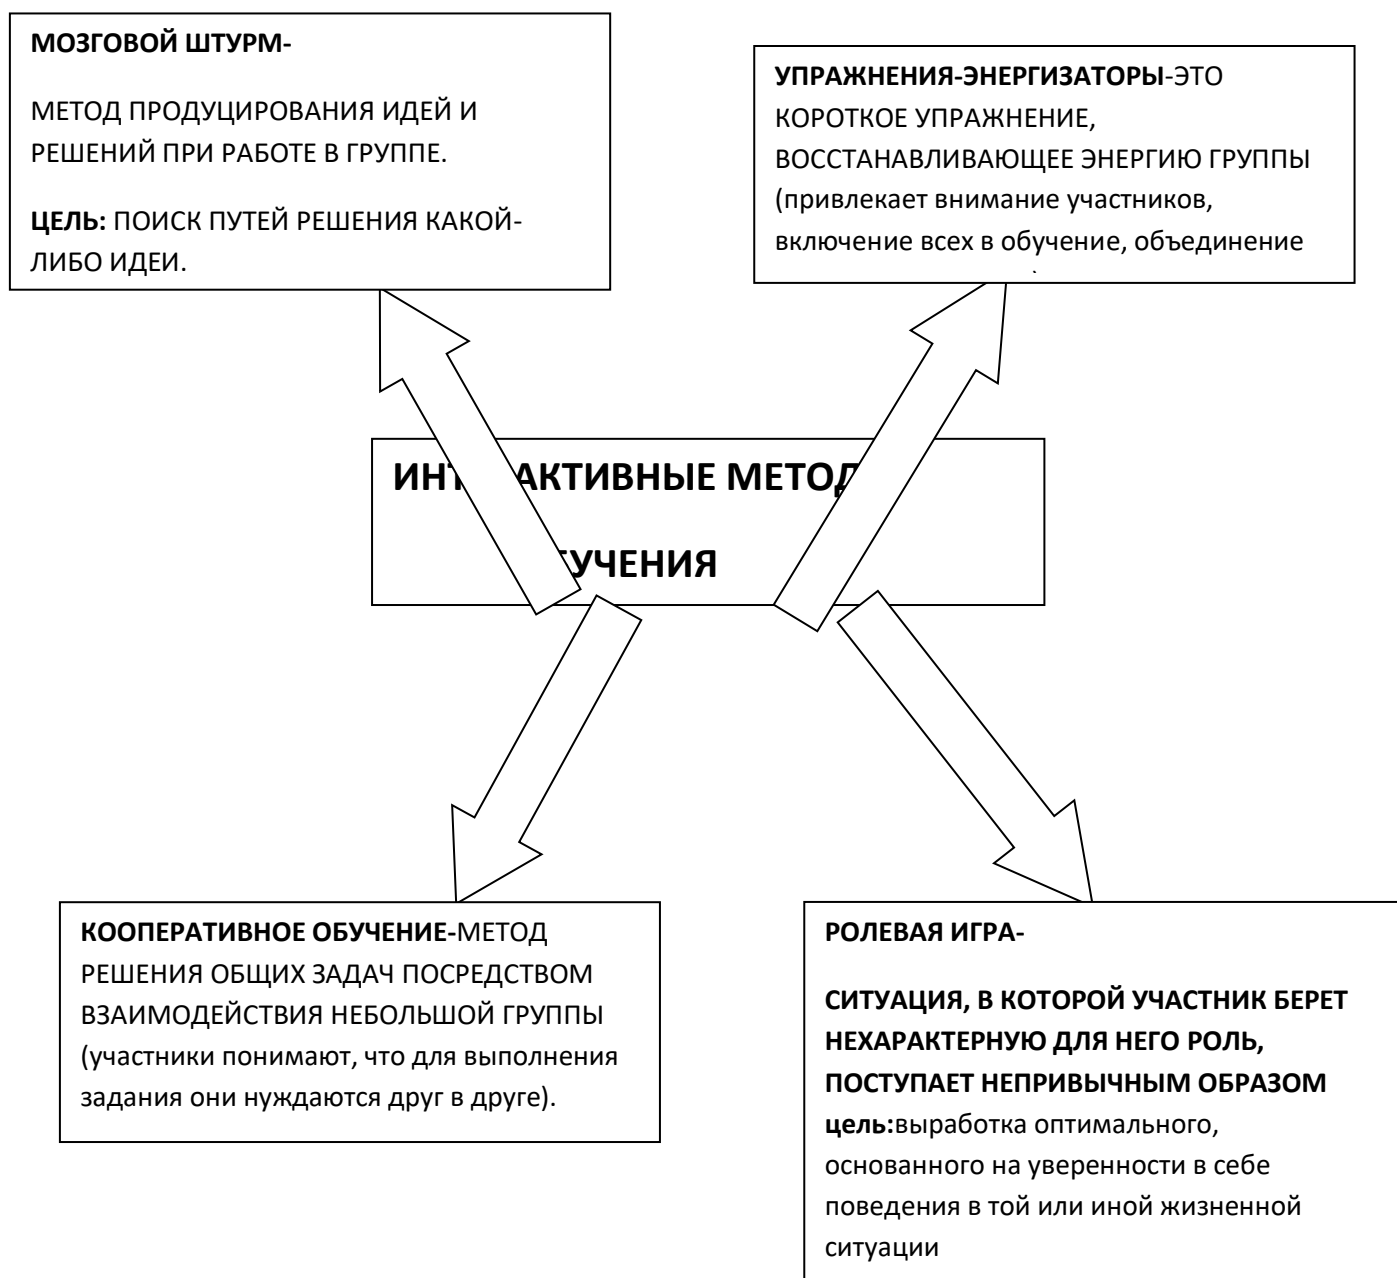 МОЗГОВОЙ ШТУРМ-
МЕТОД ПРОДУЦИРОВАНИЯ ИДЕЙ И
РЕШЕНИЙ ПРИ РАБОТЕ В ГРУППЕ.
ЦЕЛЬ: ПОИСК ПУТЕЙ РЕШЕНИЯ КАКОЙ-
ЛИБО ИДЕИ.
УПРАЖНЕНИЯ-ЭНЕРГИЗАТОРЫ-ЭТО
КОРОТКОЕ УПРАЖНЕНИЕ,
ВОССТАНАВЛИВАЮЩЕЕ ЭНЕРГИЮ ГРУППЫ
(привлекает внимание участников,
включение всех в обучение, объединение
ИНТ АКТИВНЫЕ МЕТОД
УЧЕНИЯ
КООПЕРАТИВНОЕ ОБУЧЕНИЕ-МЕТОД
РЕШЕНИЯ ОБЩИХ ЗАДАЧ ПОСРЕДСТВОМ
ВЗАИМОДЕЙСТВИЯ НЕБОЛЬШОЙ ГРУППЫ
(участники понимают, что для выполнения
задания они нуждаются друг в друге).
РОЛЕВАЯ ИГРА-
СИТУАЦИЯ, В КОТОРОЙ УЧАСТНИК БЕРЕТ
НЕХАРАКТЕРНУЮ ДЛЯ НЕГО РОЛЬ,
ПОСТУПАЕТ НЕПРИВЫЧНЫМ ОБРАЗОМ
цель:выработка оптимального,
основанного на уверенности в себе
поведения в той или иной жизненной
ситуации